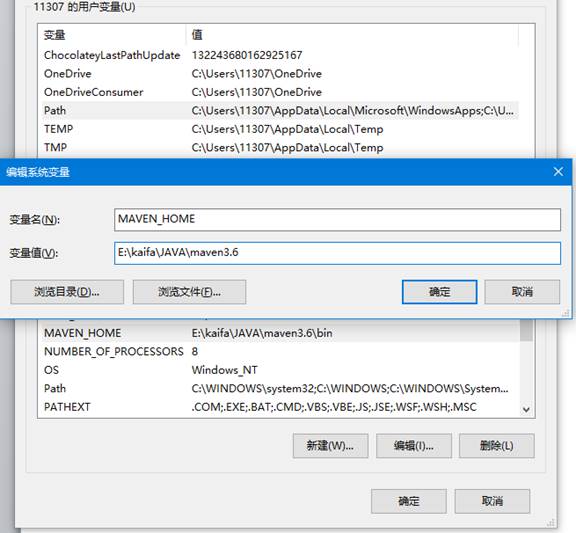 11307 的用户变量(U)
变量 值
ChocolateyLastPathUpdate 132243680162925167
OneDrive C:\Users\11307\OneDrive
OneDriveConsumer C:\Users\11307\OneDrive
Path C:\Users\11307\AppData\Local\Microsoft\WindowsApps;C:\U...
TEMP C:\Users\11307\AppData\Local\Temp
TMP C:\Users\11307\AppData\Local\Temp
编辑系统变量
变量名(N): MAVEN_HOME
变量值(V): E:\kaifa\JAVA\maven3.6
浏览目录(D)... 浏览文件(F)... 确定 取消
MAVEN_HOME E:\kaifa\JAVA\maven3.6\bin
NUMBER_OF_PROCESSORS 8
OS Windows_NT
Path C:\WINDOWS\system32;C:\WINDOWS;C:\WINDOWS\System...
PATHEXT .COM;.EXE;.BAT;.CMD;.VBS;.VBE;.JS;.JSE;.WSF;.WSH;.MSC
新建(W)... 编辑(I)... 删除(L)
确定 取消